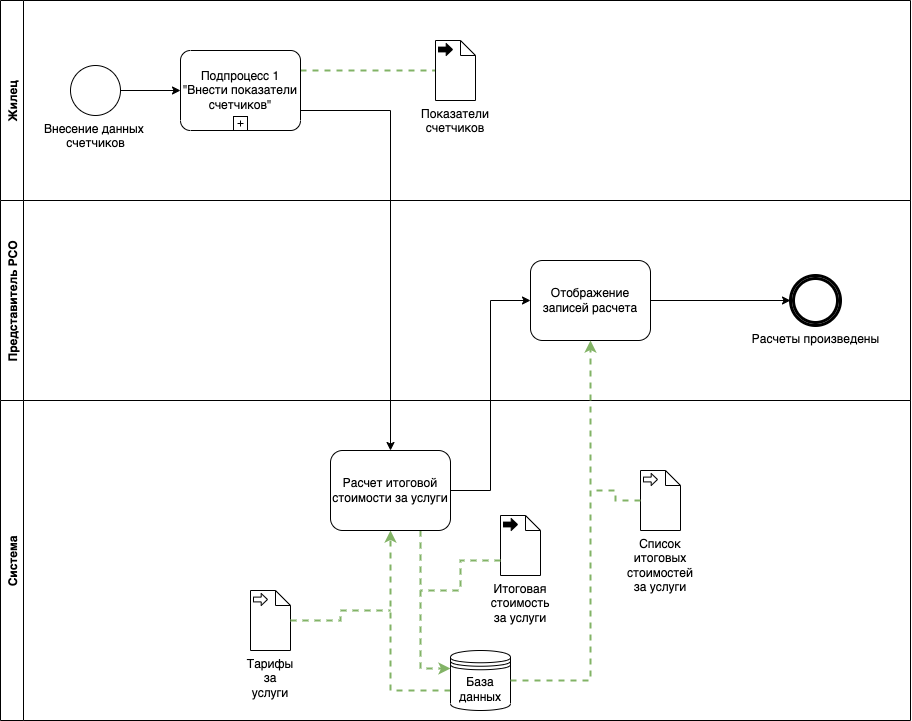 Жилец
Внесение данных
счетчиков
Подпроцесс 1
"Внести показатели
счетчиков"
+
Показатели
счетчиков
Представитель РСО
Отображение
записей расчета
Расчеты произведены
Система
Расчет итоговой
стоимости за услуги
Список
итоговых
стоимостей
за услуги
Итоговая
стоимость
за услуги
Тарифы
за
услуги
База
данных